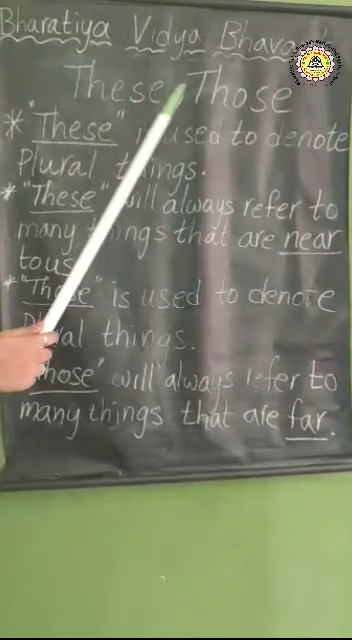 Bharatiya Vidya Bhavan
These Those
* "These" is used to denote
Plural things.
* "These" will always refer to
many things that are near
to us
* "Those" is used to denote
Plural things.
"Those" will always refer to
many things that are far.